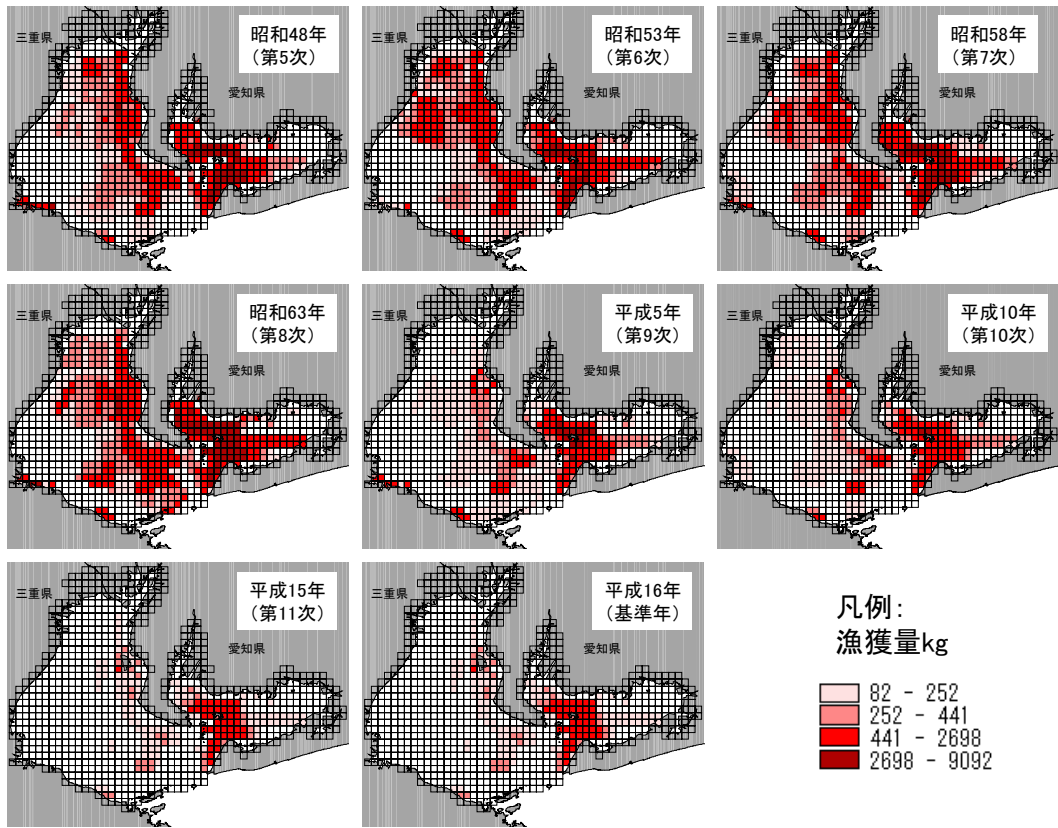 三重県
昭和48年
(第5次)
愛知県
三重県
昭和53年
(第6次)
愛知県
三重県
昭和58年
(第7次)
愛知県
三重県
昭和63年
(第8次)
愛知県
三重県
平成5年
(第9次)
愛知県
三重県
平成10年
(第10次)
愛知県
三重県
平成15年
(第11次)
愛知県
三重県
平成16年
(基準年)
愛知県
凡例:
漁獲量kg
82 - 252
252 - 441
441 - 2698
2698 - 9092